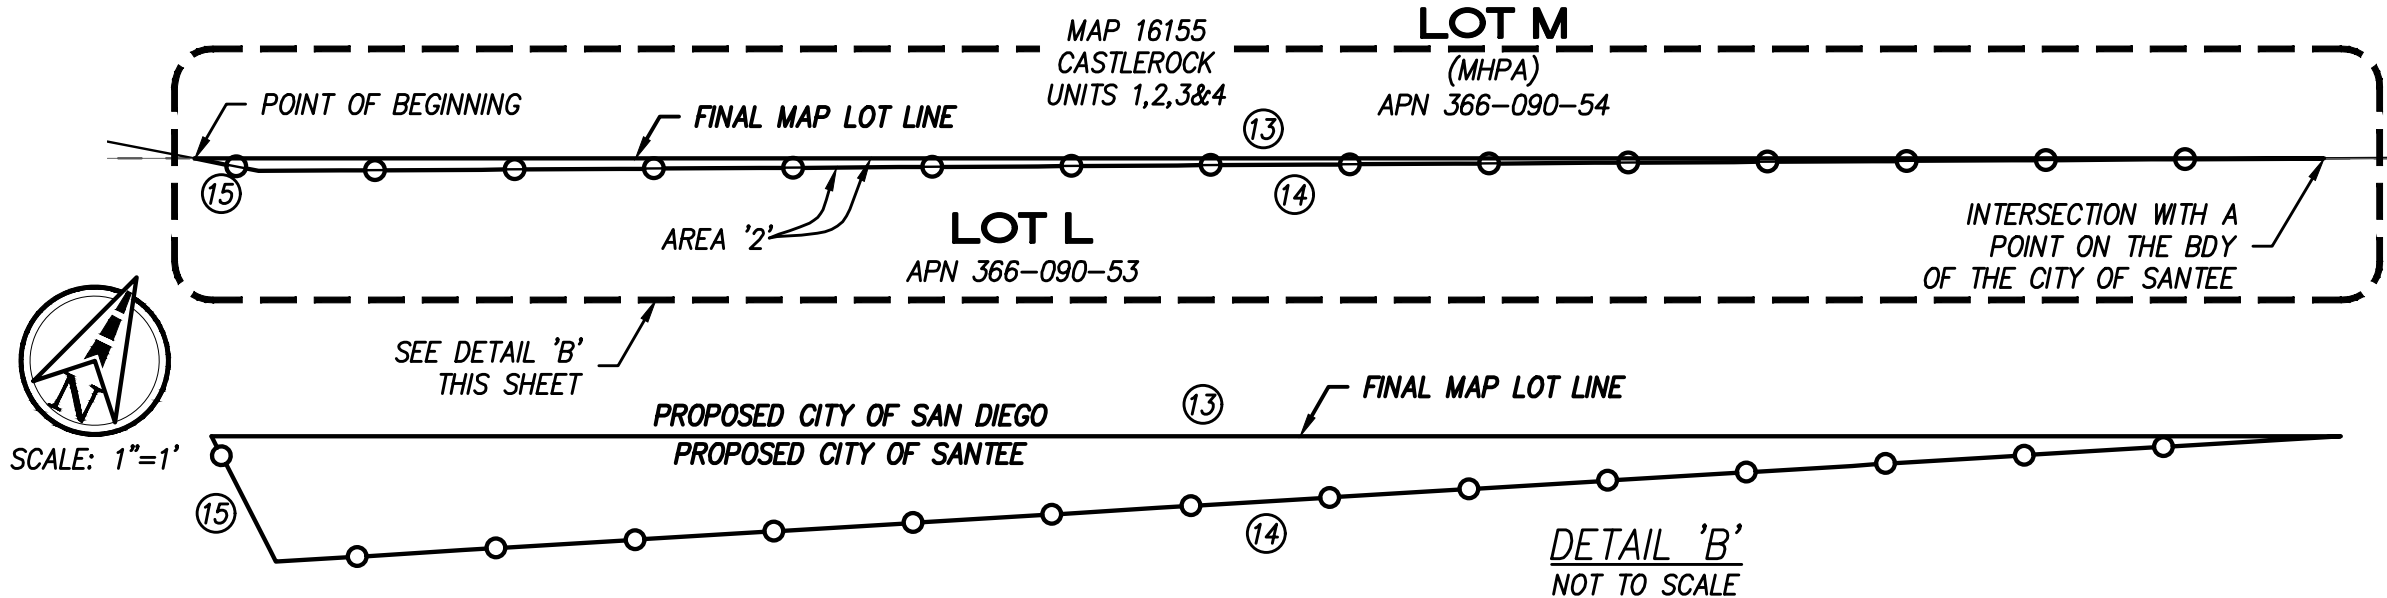 MAP 16155
CASTLEROCK
UNITS 1,2,3&4
LOT M
(MHPA)
APN 366-090-54
POINT OF BEGINNING
FINAL MAP LOT LINE
13
15
14
AREA '2'
LOT L
APN 366-090-53
INTERSECTION WITH A
POINT ON THE BDY
OF THE CITY OF SANTEE
N
SCALE: 1"=1'
SEE DETAIL 'B'
THIS SHEET
FINAL MAP LOT LINE
13
PROPOSED CITY OF SAN DIEGO
PROPOSED CITY OF SANTEE
15
14
DETAIL 'B'
NOT TO SCALE